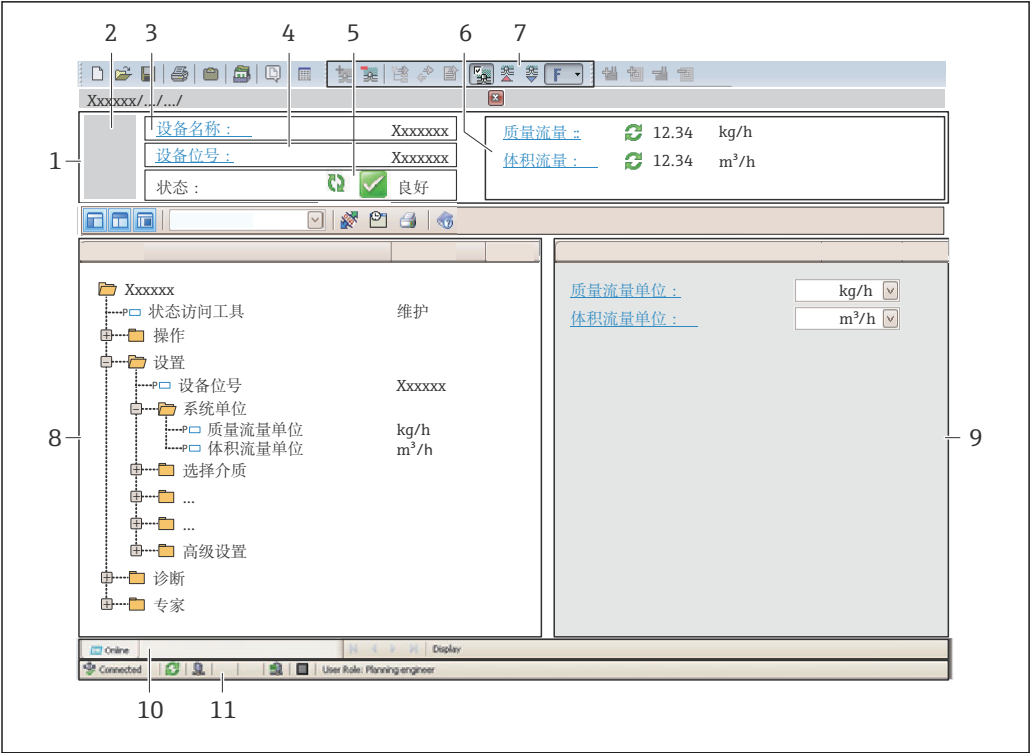 2 3 4 5 6 7
F
Xxxxxx/.../.../
1
设备名称： Xxxxxxx
设备位号： Xxxxxxx
状态： 良好
质量流量： 12.34 kg/h
体积流量： 12.34 m³/h
Xxxxxx
P 状态访问工具 维护
操作
设置
P 设备位号 Xxxxxx
系统单位
P 质量流量单位 kg/h
P 体积流量单位 m³/h
选择介质
...
...
高级设置
诊断
专家
8
质量流量单位： kg/h
体积流量单位： m³/h
9
Online Display
Connected User Role: Planning engineer
10 11